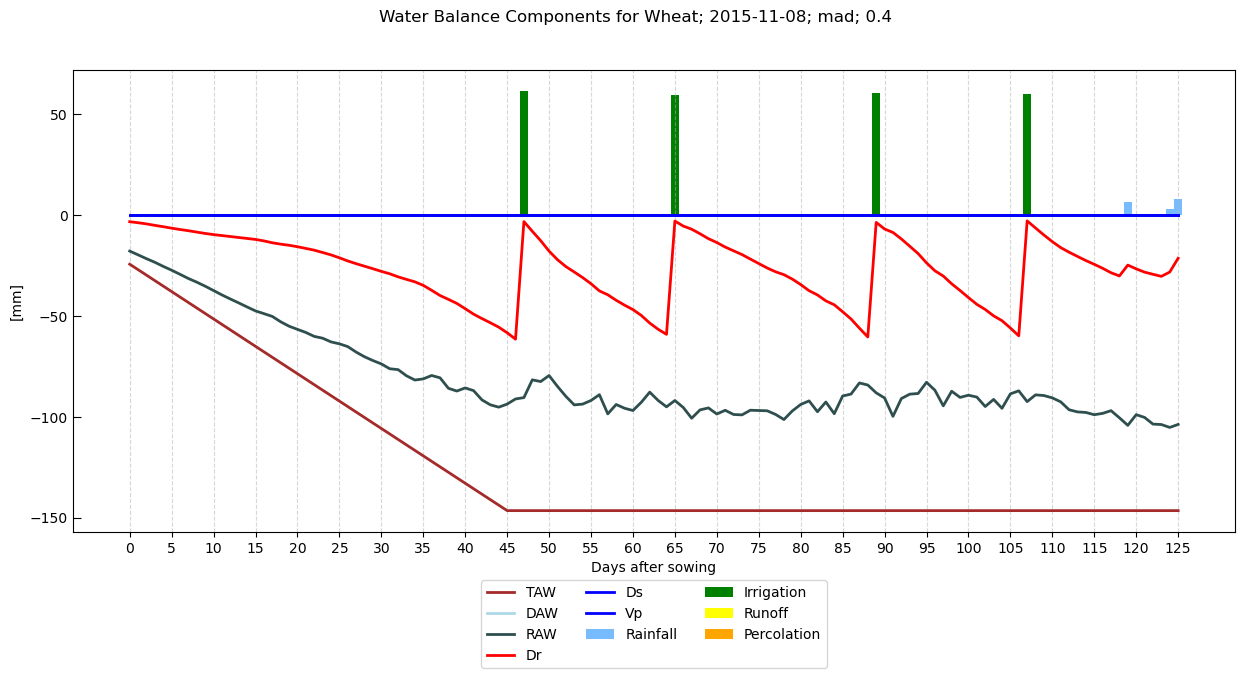 Water Balance Components for Wheat; 2015-11-08; mad; 0.4
[mm]
50
0
−50
−100
−150
0 5 10 15 20 25 30 35 40 45 50 55 60 65 70 75 80 85 90 95 100 105 110 115 120 125
Days after sowing
TAW Ds Irrigation
DAW Vp Runoff
RAW Rainfall Percolation
Dr